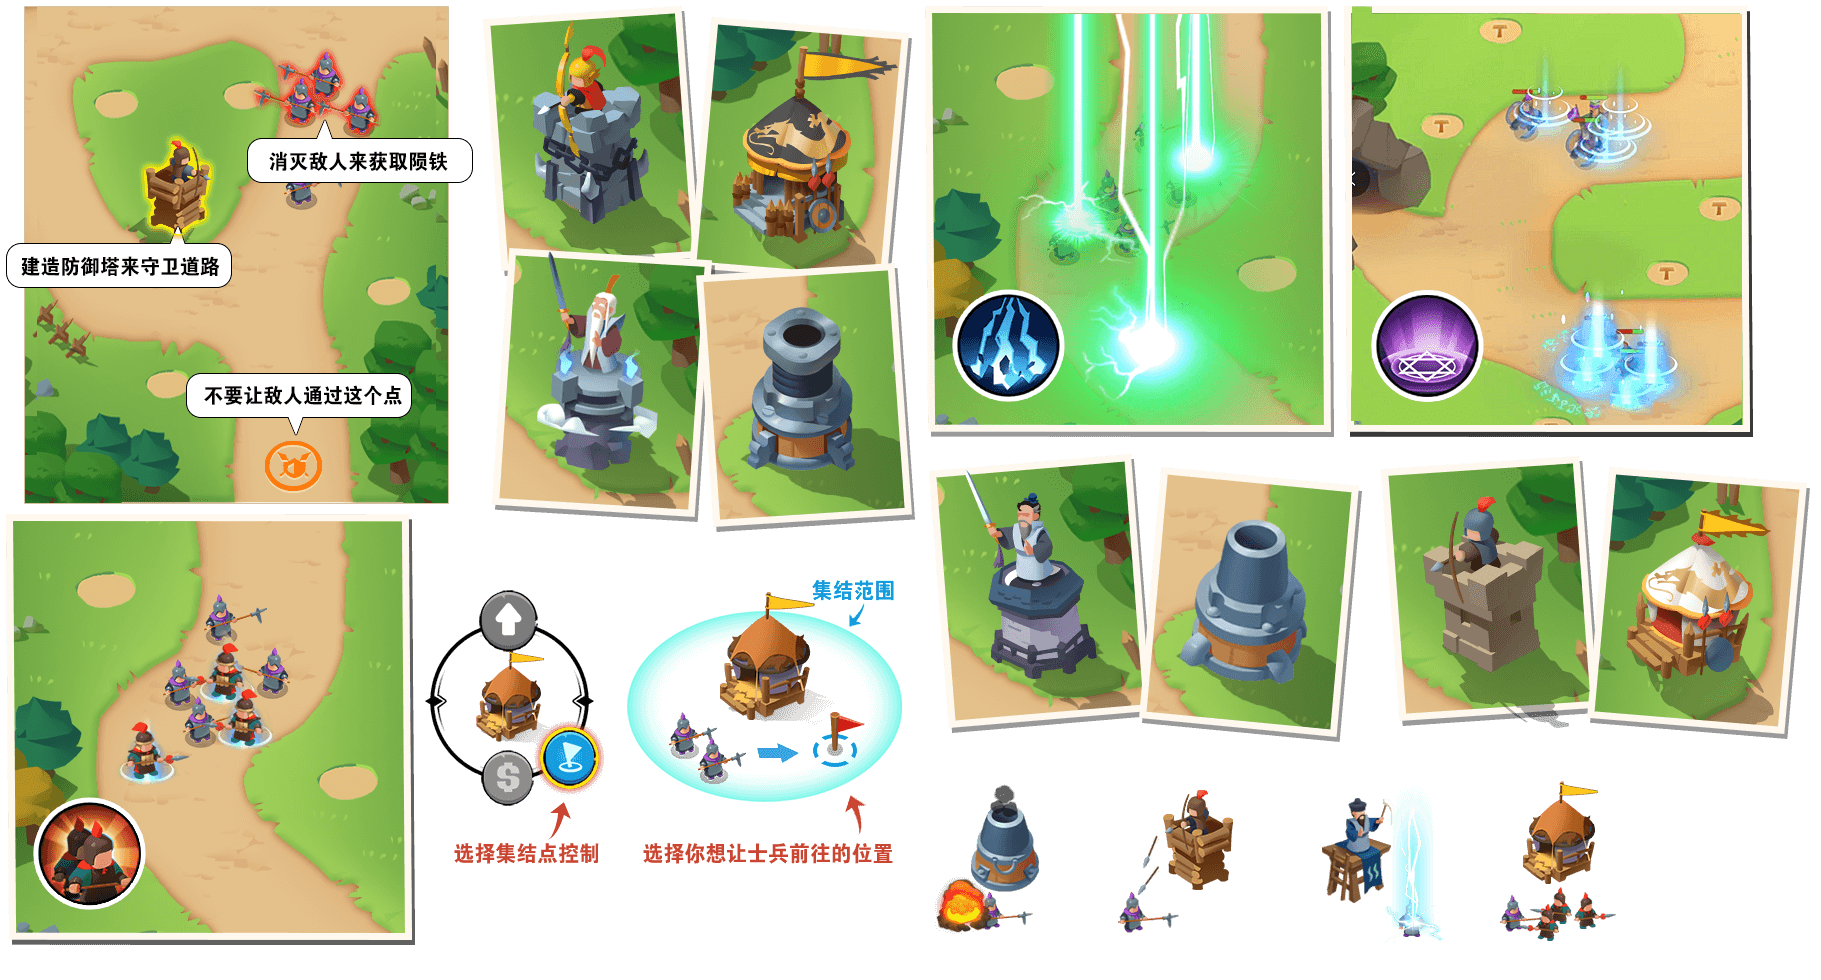 消灭敌人来获取陨铁
建造防御塔来守卫道路
不要让敌人通过这个点
集结范围
$
选择集结点控制
选择你想让士兵前往的位置
T
T
T
T